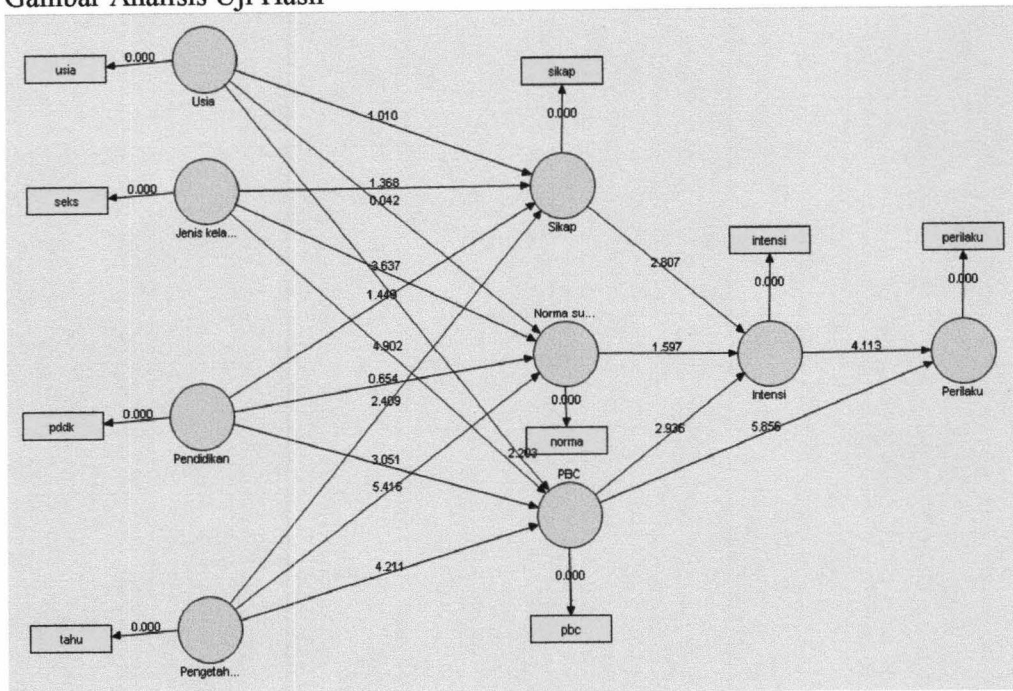 Gambar Analisis Uji Hasil
usia
0.000
Usia
sikap
0.000
1.010
seks
0.000
Jenis kela...
1.368
0.042
Sikap
intensi
0.000
perilaku
0.000
3.637
1.449
2.807
Norma su...
4.902
0.654
2.409
1.597
Intensi
4.113
Perilaku
pddk
0.000
Pendidikan
0.000
norma
2.936
5.856
3.051
5.416
2.203
PBC
4.211
0.000
pbc
tahu
0.000
Pengetah...